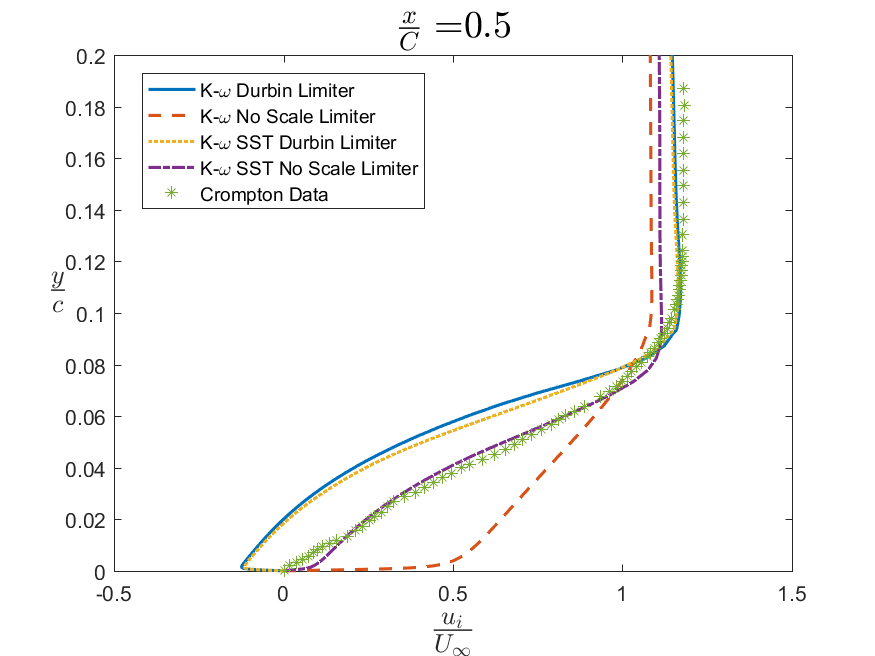 x/C =0.5
0.2
0.18
0.16
0.14
0.12
0.1
0.08
0.06
0.04
0.02
0
y/c
K-ω Durbin Limiter
K-ω No Scale Limiter
K-ω SST Durbin Limiter
K-ω SST No Scale Limiter
Crompton Data
-0.5 0 0.5 1 1.5
u_i/U_∞